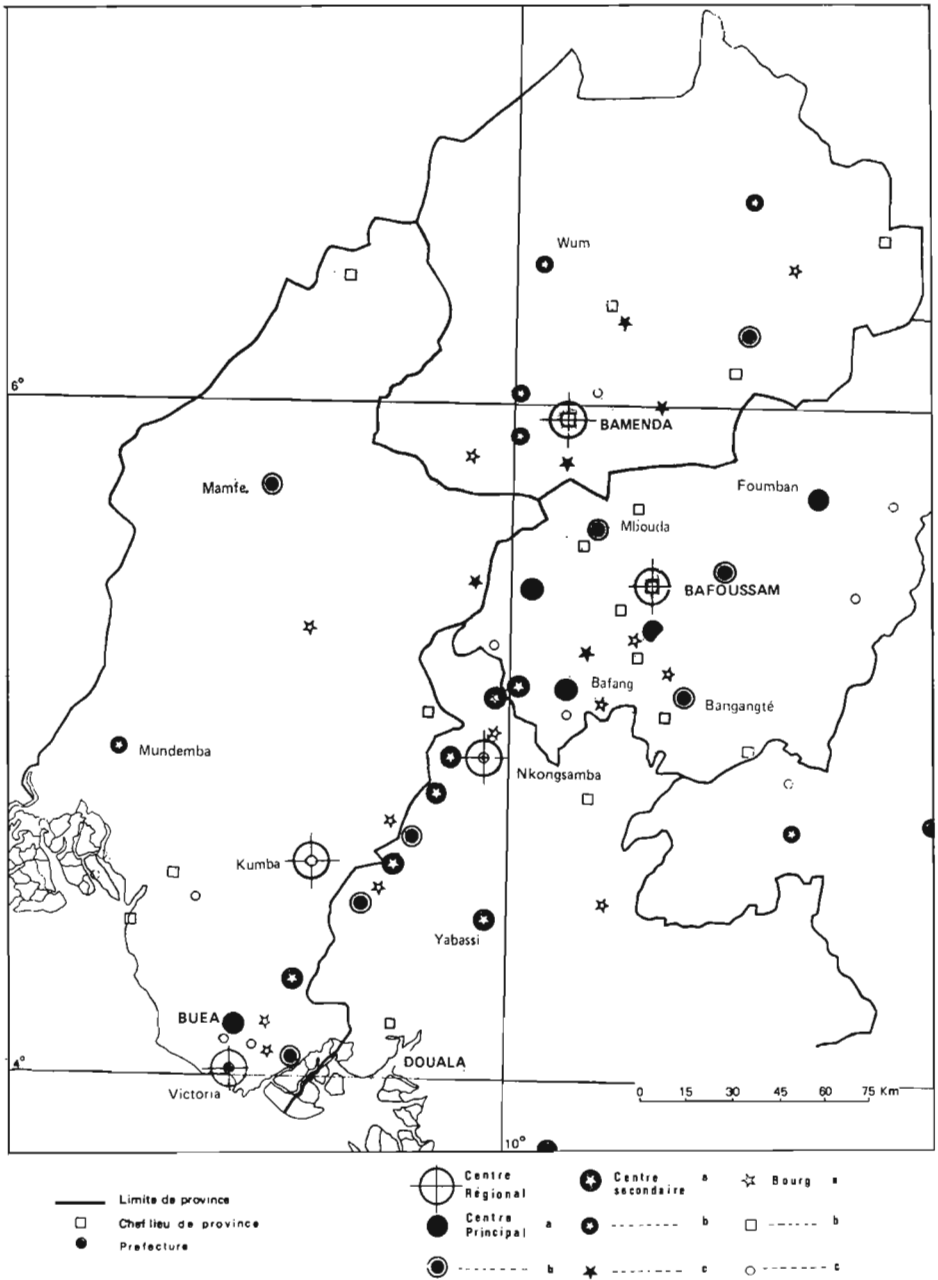 Wum
6°
BAMENDA
Mamfe.
Foumban
Mbouda
BAFOUSSAM
Bafang
Bangangté
Mundemba
Nkongsamba
Kumba
Yabassi
BUEA
4°
DOUALA
Victoria
0 15 30 45 60 75 Km
10°
Limite de province
Chef lieu de province
Prefecture
Centre Régional
Centre Principal a
b
Centre secondaire a
b
c
Bourg a
b
c